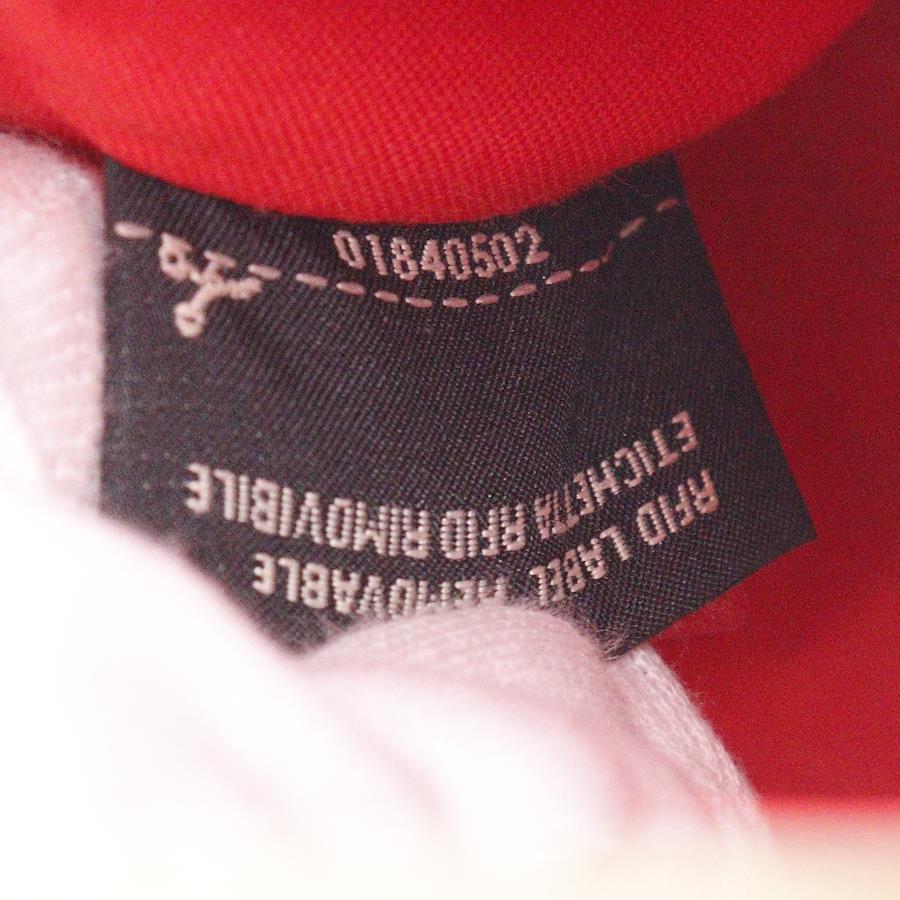 01840502
ETICHETTA RFID RIMOVIBILE
RFID LABEL REMOVABLE